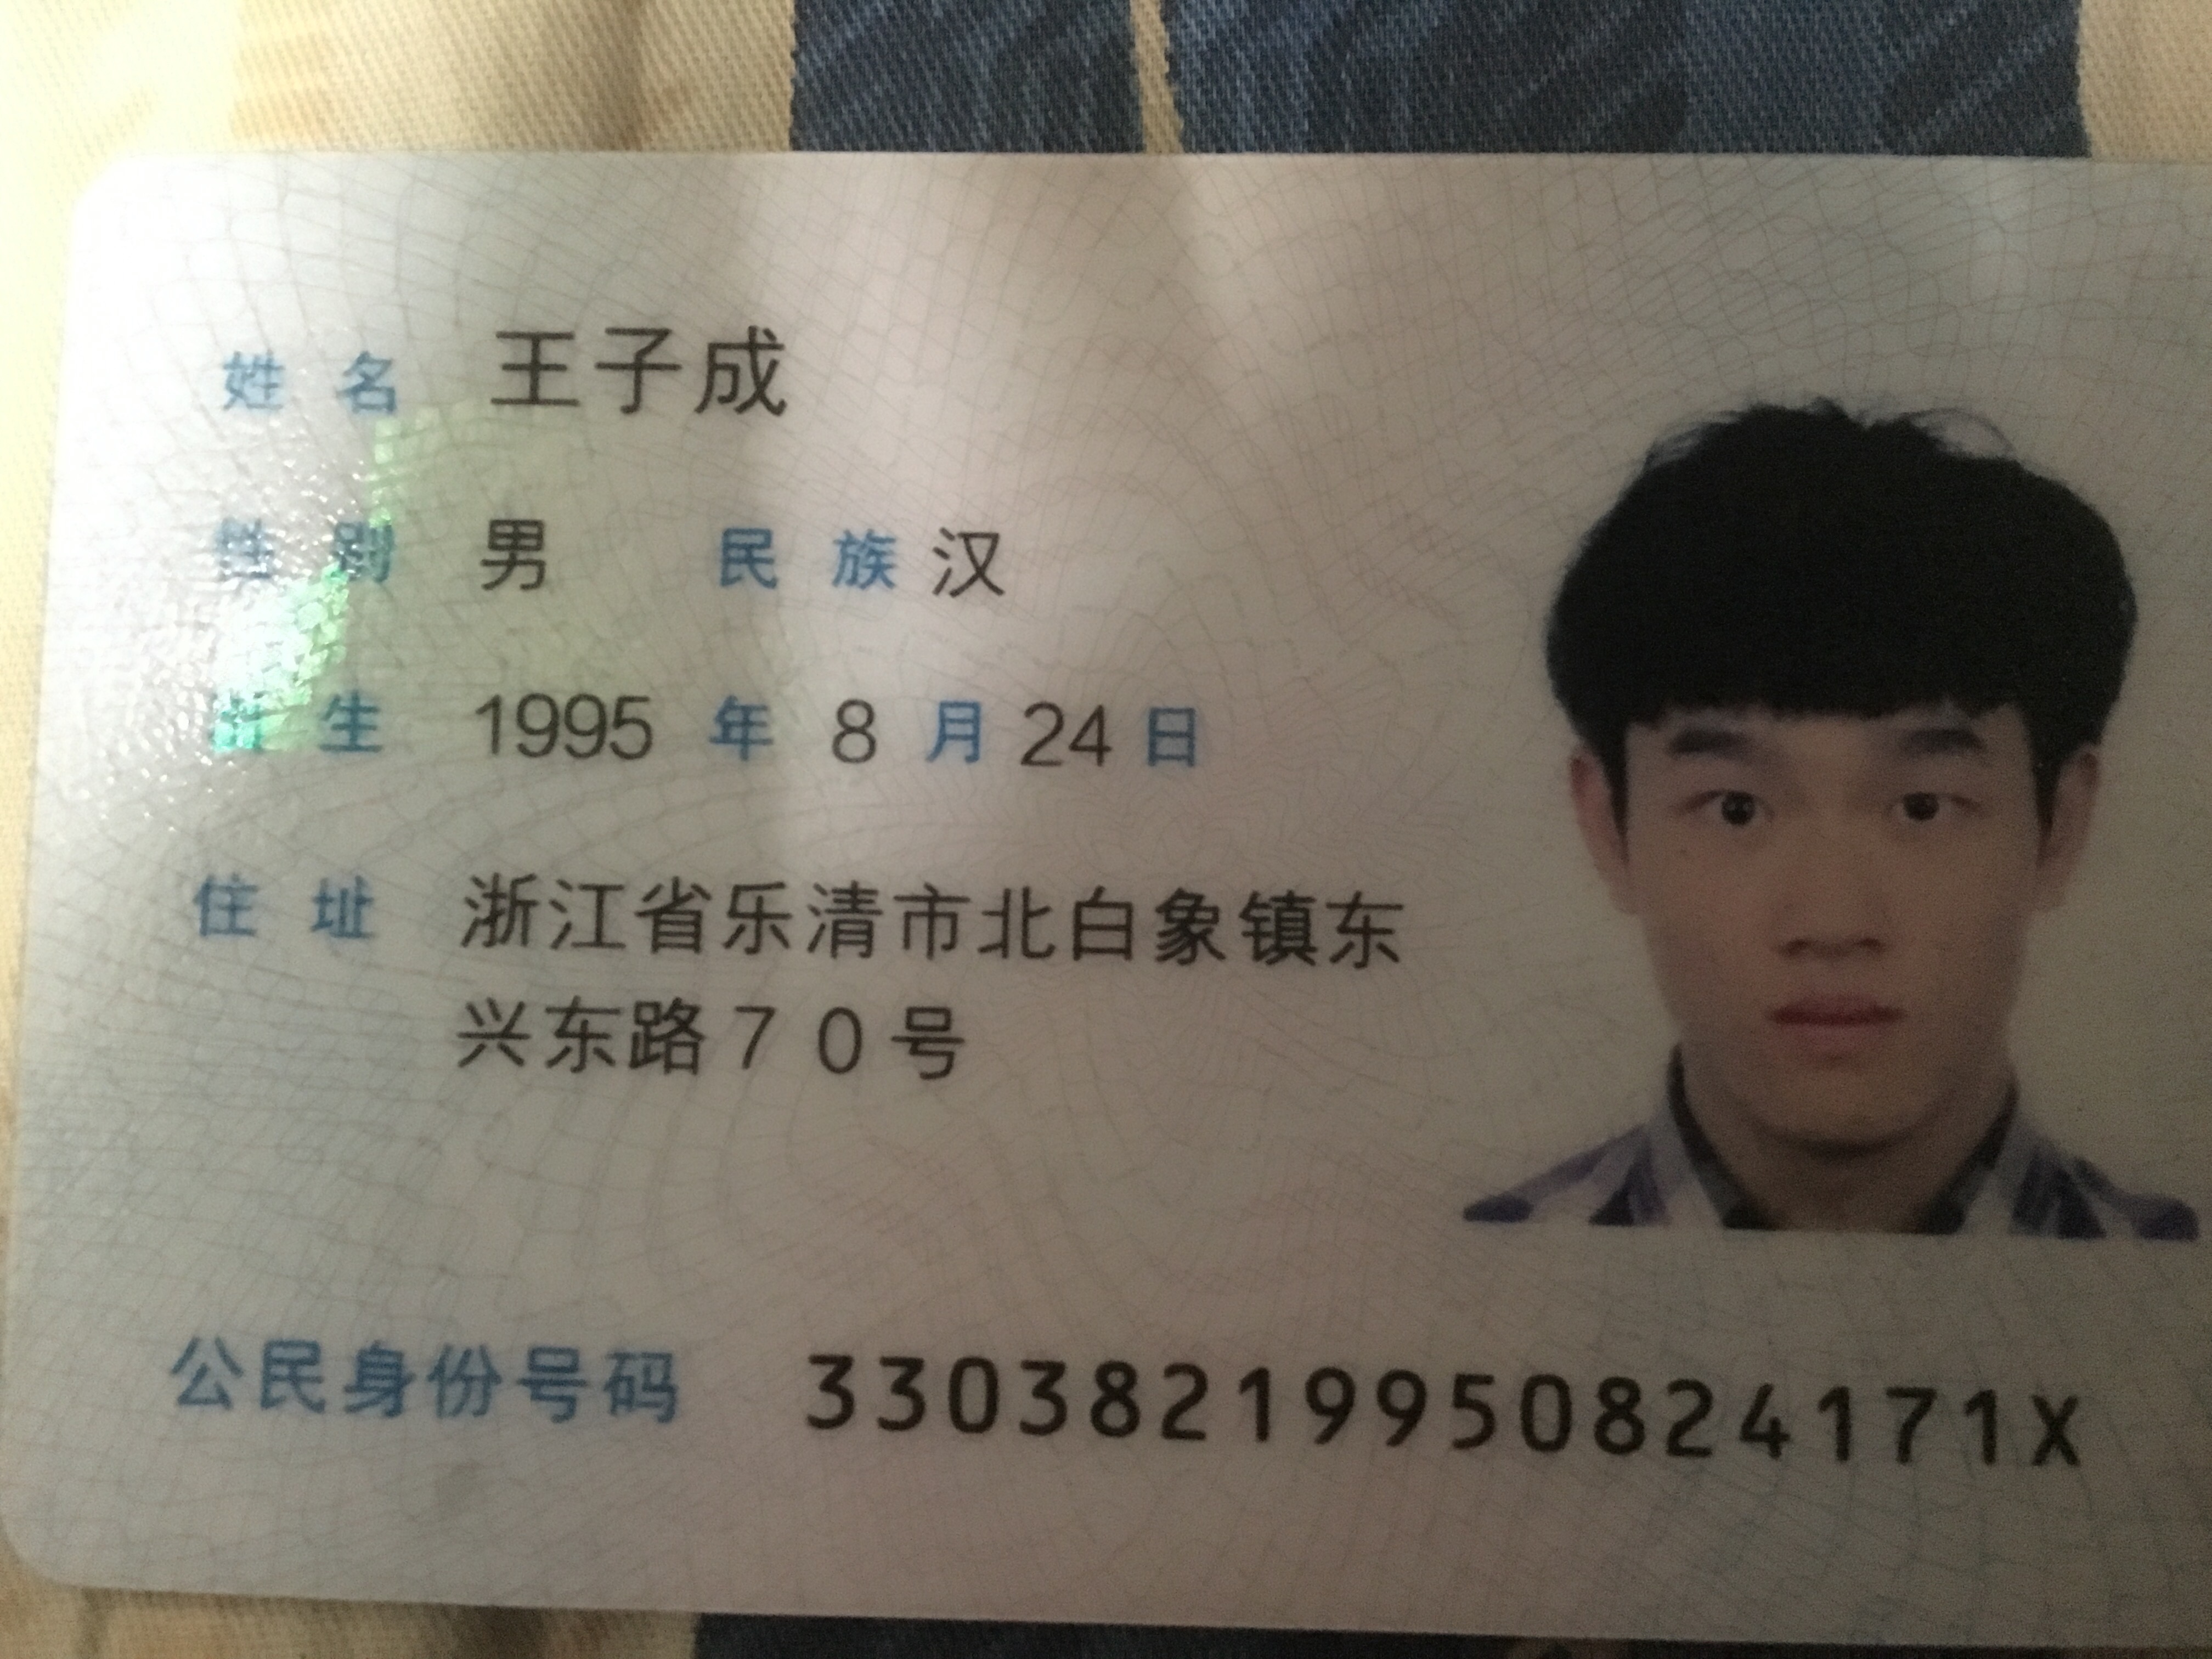 姓名 王子成
性别 男 民族 汉
出生 1995 年 8 月 24 日
住址 浙江省乐清市北白象镇东
兴东路70号
公民身份号码 33038219950824171X